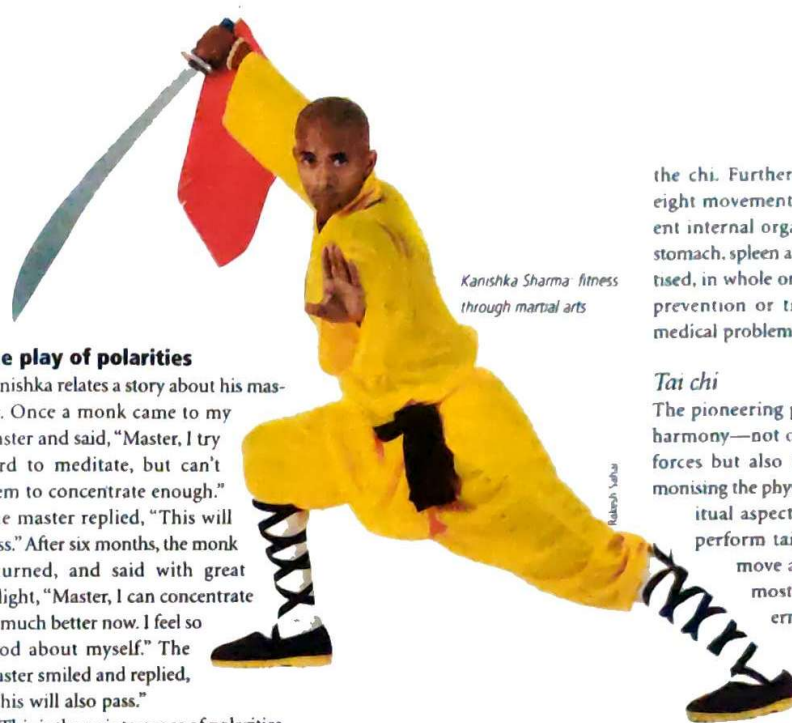 e play of polarities
nishka relates a story about his mas-
. Once a monk came to my
ster and said, “Master, I try
rd to meditate, but can’t
em to concentrate enough.”
e master replied, “This will
ss.” After six months, the monk
urned, and said with great
light, “Master, I can concentrate
much better now. I feel so
od about myself.” The
aster smiled and replied,
his will also pass.”
Kanishka Sharma fitness
through martial arts
Rakesh Sahai
the chi. Further
eight movement
ent internal orga
stomach, spleen a
tised, in whole or
prevention or tr
medical problem
Tai chi
The pioneering p
harmony—not o
forces but also
monising the phy
itual aspect
perform tai
move a
most
err